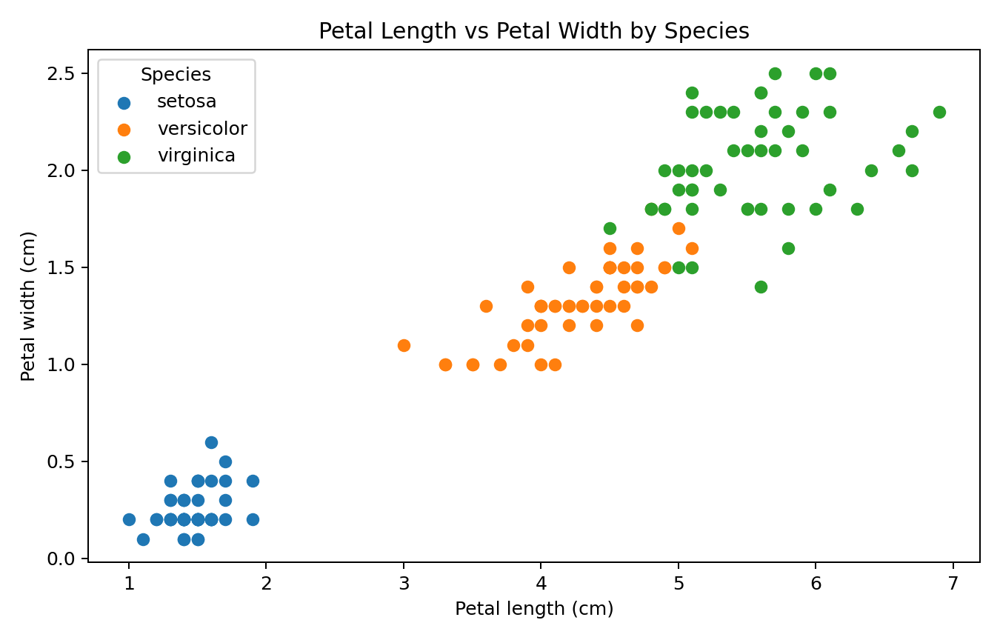 Petal Length vs Petal Width by Species
Species
setosa
versicolor
virginica
2.5
2.0
1.5
1.0
0.5
0.0
Petal width (cm)
1 2 3 4 5 6 7
Petal length (cm)